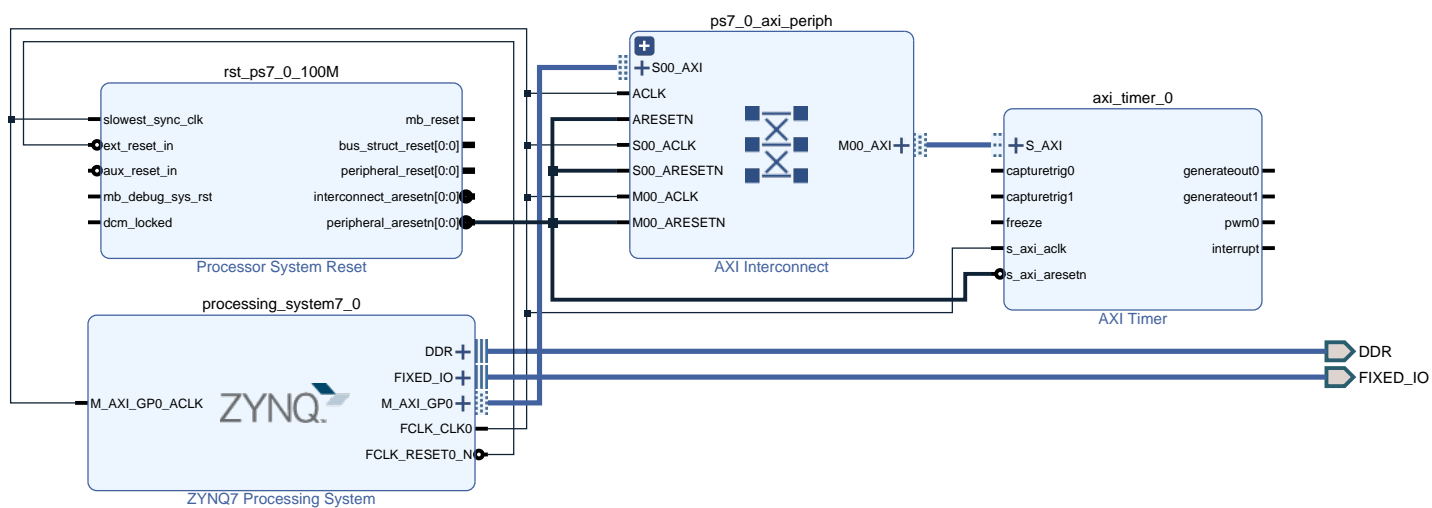 ps7_0_axi_periph
S00_AXI
ACLK
ARESETN
S00_ACLK
S00_ARESETN
M00_ACLK
M00_ARESETN
M00_AXI
AXI Interconnect
rst_ps7_0_100M
slowest_sync_clk
ext_reset_in
aux_reset_in
mb_debug_sys_rst
dcm_locked
mb_reset
bus_struct_reset[0:0]
peripheral_reset[0:0]
interconnect_aresetn[0:0]
peripheral_aresetn[0:0]
Processor System Reset
axi_timer_0
S_AXI
capturetrig0
capturetrig1
freeze
s_axi_aclk
s_axi_aresetn
generateout0
generateout1
pwm0
interrupt
AXI Timer
processing_system7_0
M_AXI_GP0_ACLK
ZYNQ
DDR
FIXED_IO
M_AXI_GP0
FCLK_CLK0
FCLK_RESET0_N
ZYNQ7 Processing System
DDR
FIXED_IO